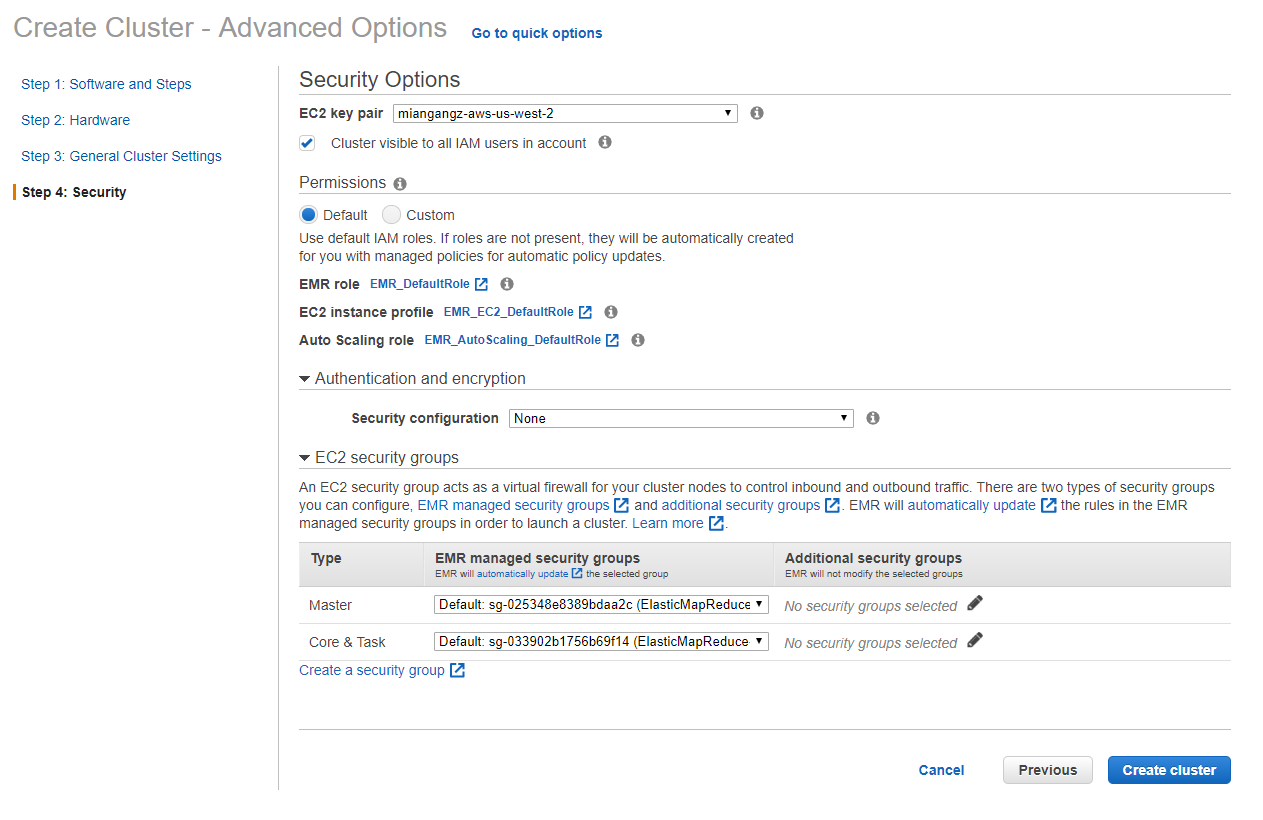 Create Cluster - Advanced Options Go to quick options
Step 1: Software and Steps
Step 2: Hardware
Step 3: General Cluster Settings
Step 4: Security
Security Options
EC2 key pair miangangz-aws-us-west-2
Cluster visible to all IAM users in account
Permissions
Default Custom
Use default IAM roles. If roles are not present, they will be automatically created
for you with managed policies for automatic policy updates.
EMR role EMR_DefaultRole
EC2 instance profile EMR_EC2_DefaultRole
Auto Scaling role EMR_AutoScaling_DefaultRole
Authentication and encryption
Security configuration None
EC2 security groups
An EC2 security group acts as a virtual firewall for your cluster nodes to control inbound and outbound traffic. There are two types of security groups
you can configure, EMR managed security groups and additional security groups . EMR will automatically update the rules in the EMR
managed security groups in order to launch a cluster. Learn more .
Type EMR managed security groups Additional security groups
EMR will automatically update the selected group EMR will not modify the selected groups
Master Default: sg-025348e8389bdaa2c (ElasticMapReduce No security groups selected
Core & Task Default: sg-033902b1756b69f14 (ElasticMapReduce- No security groups selected
Create a security group
Cancel Previous Create cluster